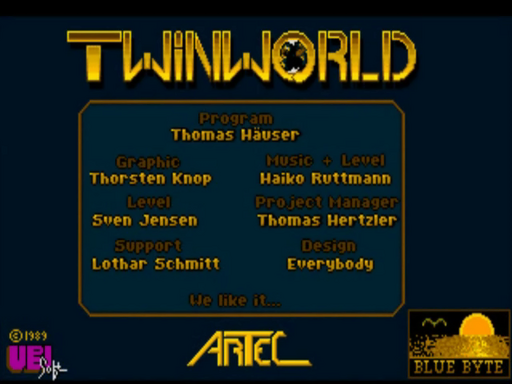 TWiNWORLD
Program
Thomas Häuser
Graphic
Thorsten Knop
Music + Level
Haiko Ruttmann
Level
Sven Jensen
Project Manager
Thomas Hertzler
Support
Lothar Schmitt
Design
Everybody
We like it...
©1989
UBI
Soft
ARTEC
BLUE BYTE